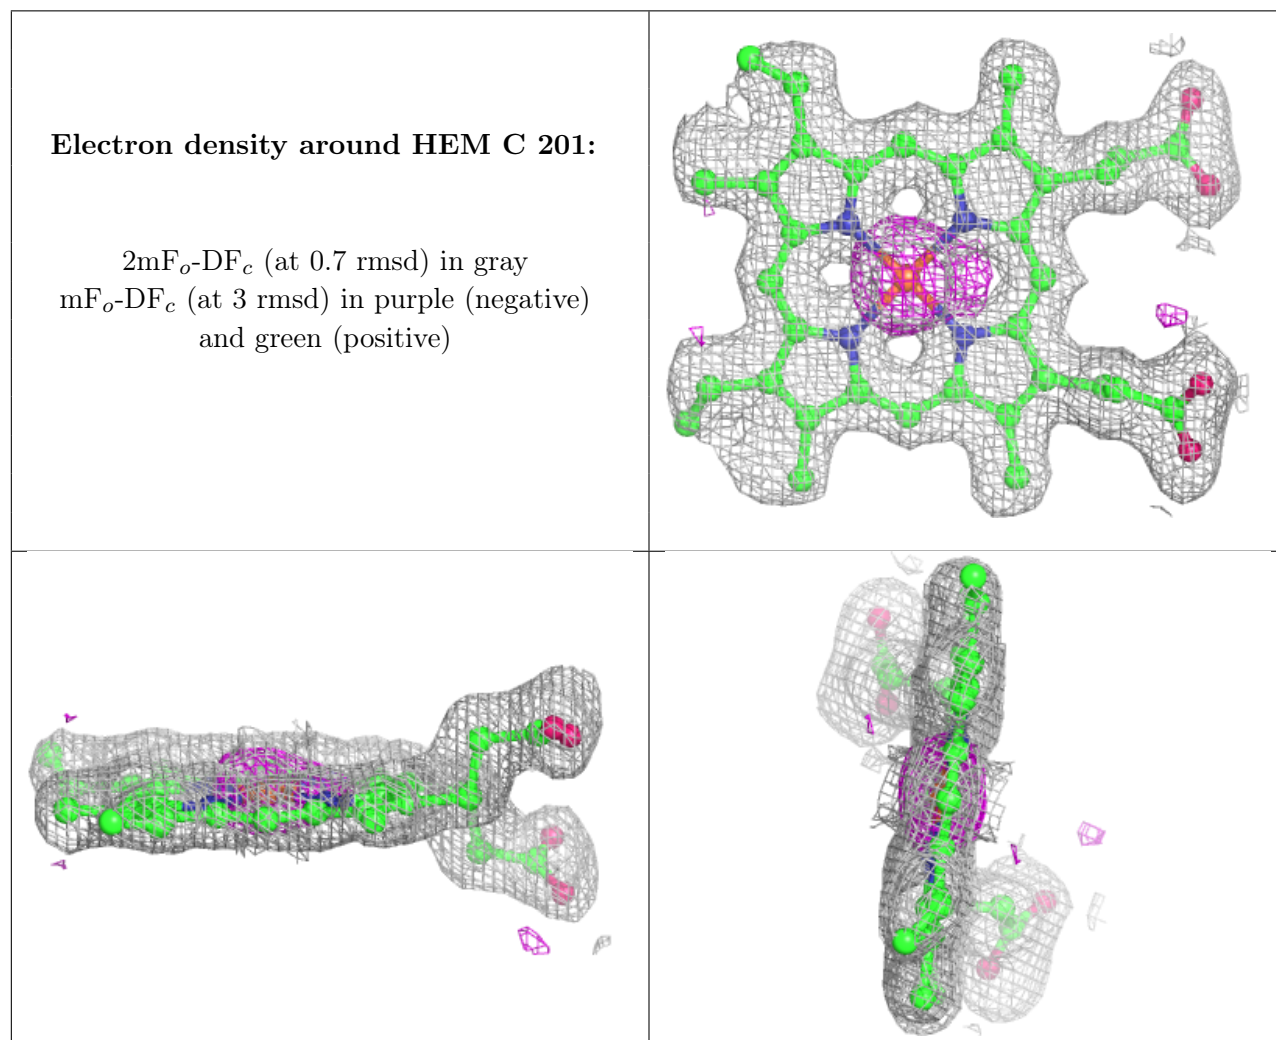 Electron density around HEM C 201:
2mFo-DFc (at 0.7 rmsd) in gray
mFo-DFc (at 3 rmsd) in purple (negative)
and green (positive)